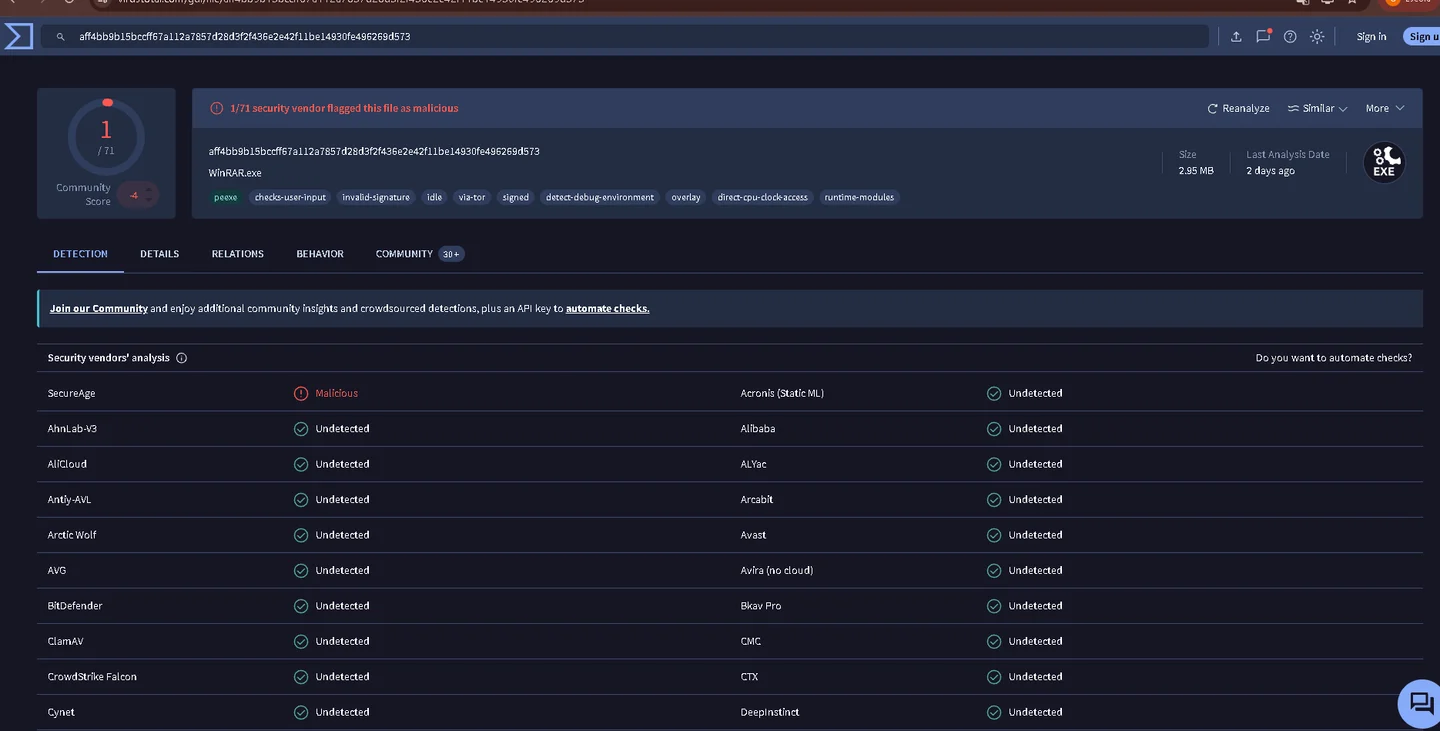 aff4bb9b15bccff67a112a7857d28d3f2f436e2e42f11be14930fe496269d573
Sign in
Sign u
1/71 security vendor flagged this file as malicious
Reanalyze
Similar
More
1
/ 71
Community
Score
-4
aff4bb9b15bccff67a112a7857d28d3f2f436e2e42f11be14930fe496269d573
WinRAR.exe
peexe checks-user-input invalid-signature idle via-tor signed detect-debug-environment overlay direct-cpu-clock-access runtime-modules
Size
2.95 MB
Last Analysis Date
2 days ago
EXE
DETECTION DETAILS RELATIONS BEHAVIOR COMMUNITY 30+
Join our Community and enjoy additional community insights and crowdsourced detections, plus an API key to automate checks.
Security vendors' analysis
Do you want to automate checks?
SecureAge Malicious Acronis (Static ML) Undetected
AhnLab-V3 Undetected Alibaba Undetected
AliCloud Undetected ALYac Undetected
Antiy-AVL Undetected Arcabit Undetected
Arctic Wolf Undetected Avast Undetected
AVG Undetected Avira (no cloud) Undetected
BitDefender Undetected Bkav Pro Undetected
ClamAV Undetected CMC Undetected
CrowdStrike Falcon Undetected CTX Undetected
Cynet Undetected DeepInstinct Undetected